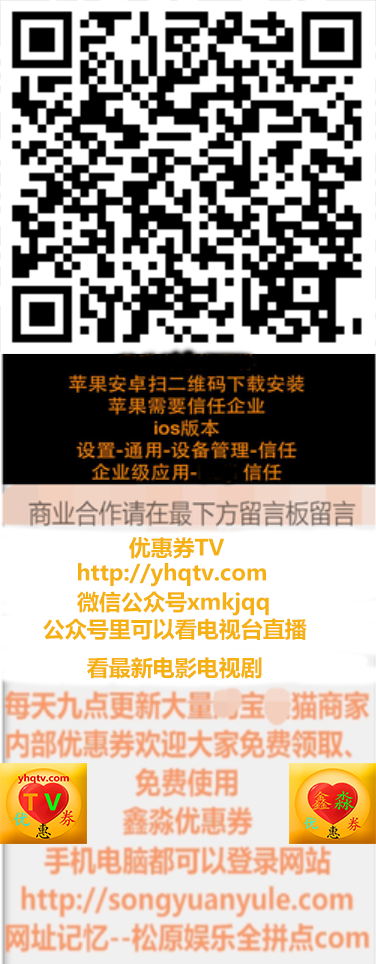 苹果安卓扫二维码下载安装
苹果需要信任企业
ios版本
设置-通用-设备管理-信任
企业级应用- 信任
商业合作请在最下方留言板留言
优惠券TV
http://yhqtv.com
微信公众号xmkjqq
公众号里可以看电视台直播
看最新电影电视剧
每天九点更新大量 宝 猫商家
内部优惠券欢迎大家免费领取、
免费使用
鑫淼优惠券
yhqtv.com
TV
优惠券
鑫淼
优惠券
手机电脑都可以登录网站
http://songyuanyule.com
网址记忆--松原娱乐全拼点com